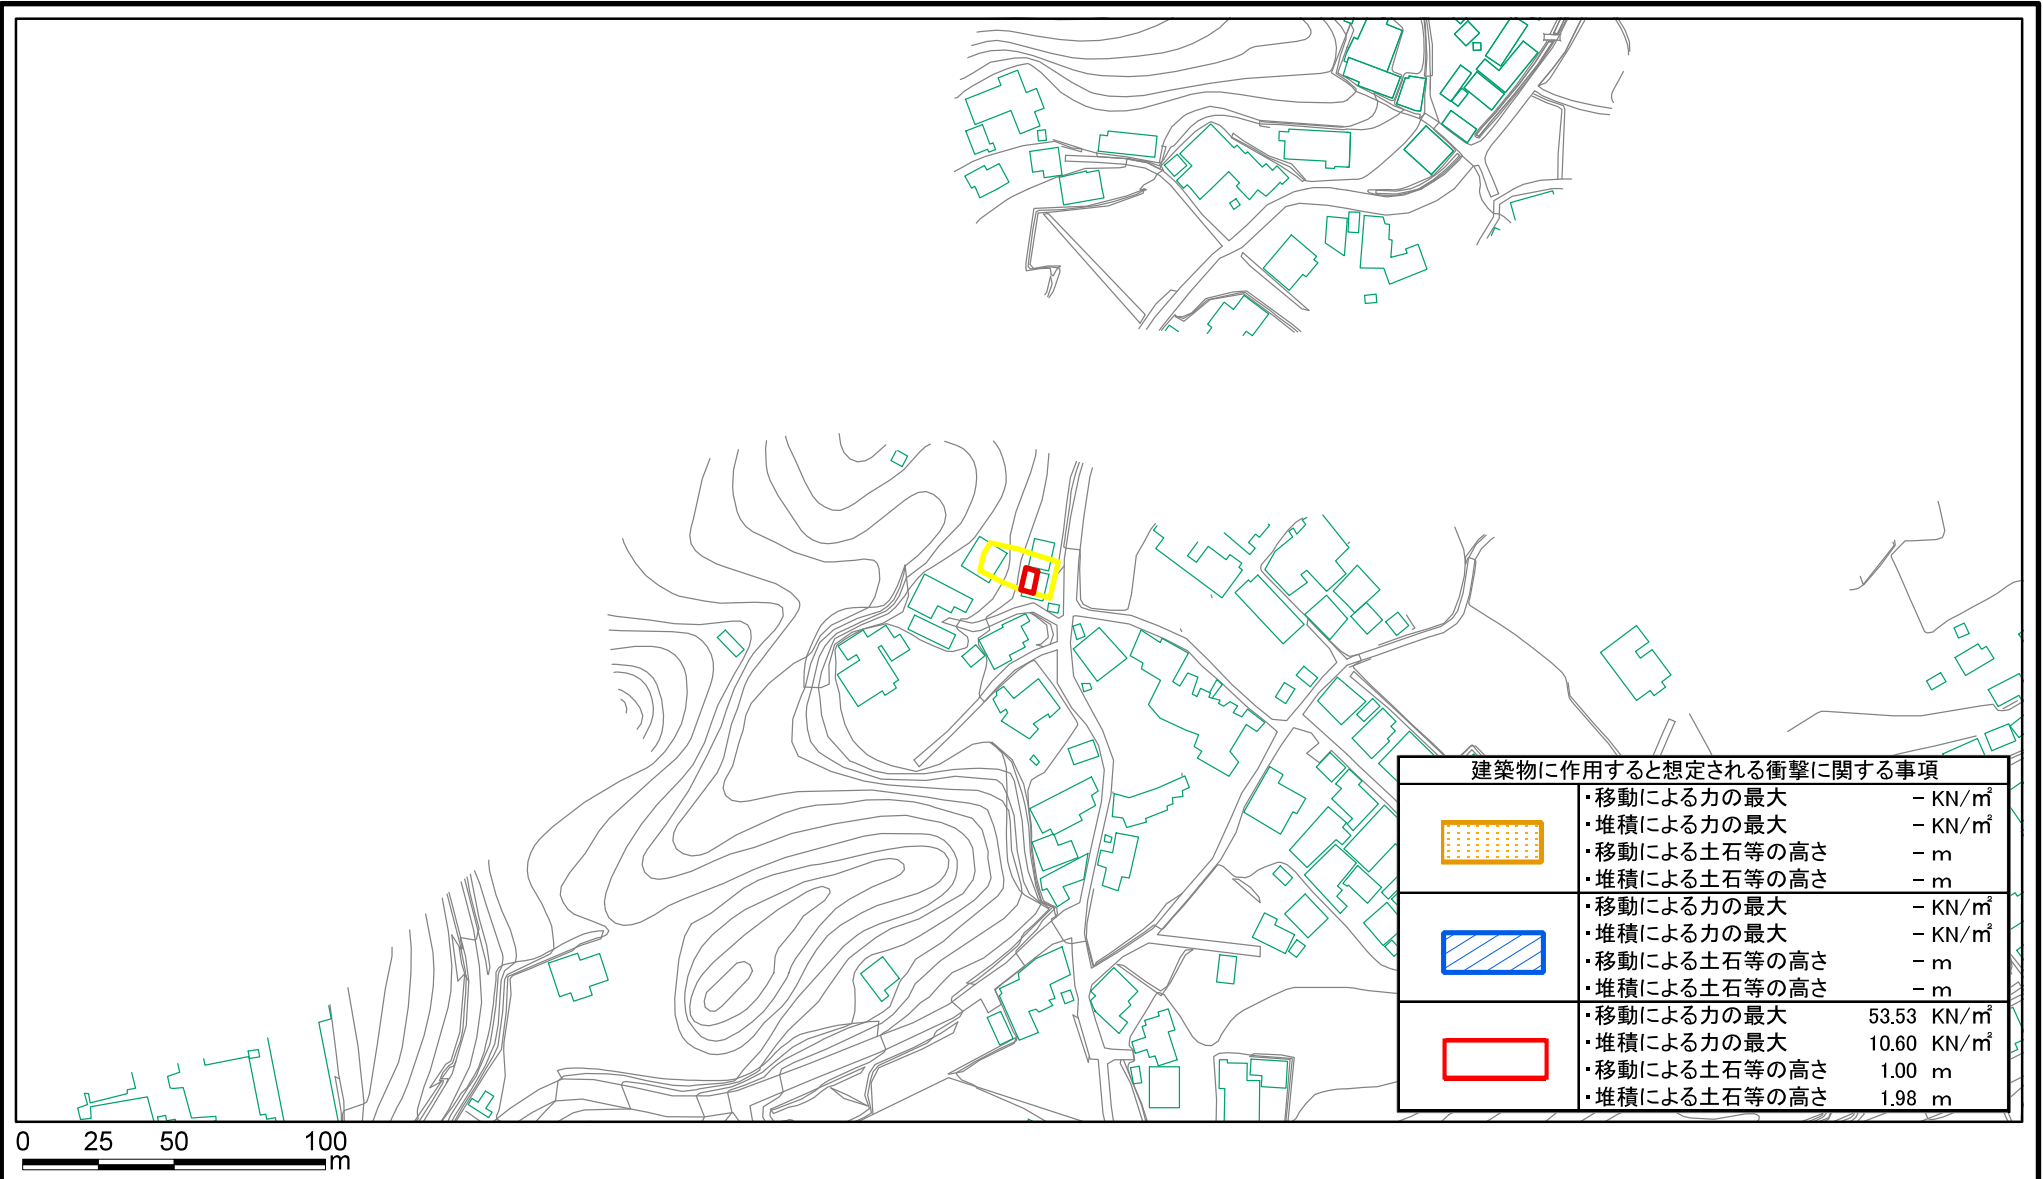 建築物に作用すると想定される衝撃に関する事項
・移動による力の最大 － KN/㎡
・堆積による力の最大 － KN/㎡
・移動による土石等の高さ － m
・堆積による土石等の高さ － m
・移動による力の最大 － KN/㎡
・堆積による力の最大 － KN/㎡
・移動による土石等の高さ － m
・堆積による土石等の高さ － m
・移動による力の最大 53.53 KN/㎡
・堆積による力の最大 10.60 KN/㎡
・移動による土石等の高さ 1.00 m
・堆積による土石等の高さ 1.98 m
0 25 50 100
m